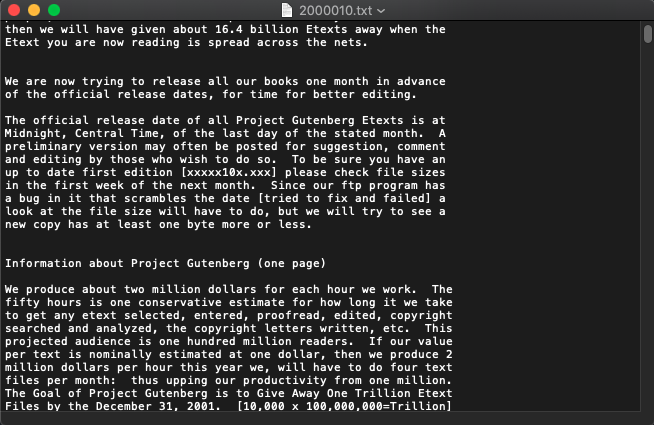 2000010.txt
then we will have given about 16.4 billion Etexts away when the
Etext you are now reading is spread across the nets.
We are now trying to release all our books one month in advance
of the official release dates, for time for better editing.
The official release date of all Project Gutenberg Etexts is at
Midnight, Central Time, of the last day of the stated month.  A
preliminary version may often be posted for suggestion, comment
and editing by those who wish to do so.  To be sure you have an
up to date first edition [xxxxx10x.xxx] please check file sizes
in the first week of the next month.  Since our ftp program has
a bug in it that scrambles the date [tried to fix and failed] a
look at the file size will have to do, but we will try to see a
new copy has at least one byte more or less.
Information about Project Gutenberg (one page)
We produce about two million dollars for each hour we work.  The
fifty hours is one conservative estimate for how long it we take
to get any etext selected, entered, proofread, edited, copyright
searched and analyzed, the copyright letters written, etc.  This
projected audience is one hundred million readers.  If our value
per text is nominally estimated at one dollar, then we produce 2
million dollars per hour this year we, will have to do four text
files per month:  thus upping our productivity from one million.
The Goal of Project Gutenberg is to Give Away One Trillion Etext
Files by the December 31, 2001.  [10,000 x 100,000,000=Trillion]